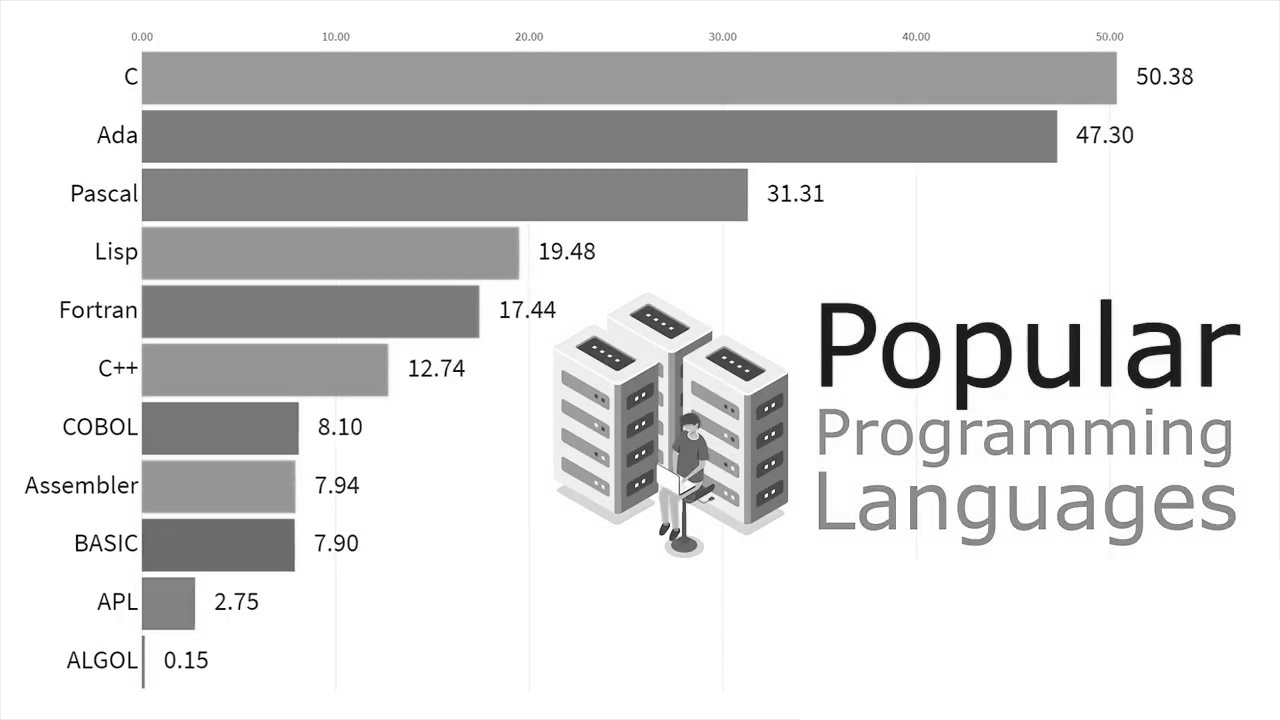 0.00 10.00 20.00 30.00 40.00 50.00
C 50.38
Ada 47.30
Pascal 31.31
Lisp 19.48
Fortran 17.44
C++ 12.74
COBOL 8.10
Assembler 7.94
BASIC 7.90
APL 2.75
ALGOL 0.15
Popular
Programming
Languages